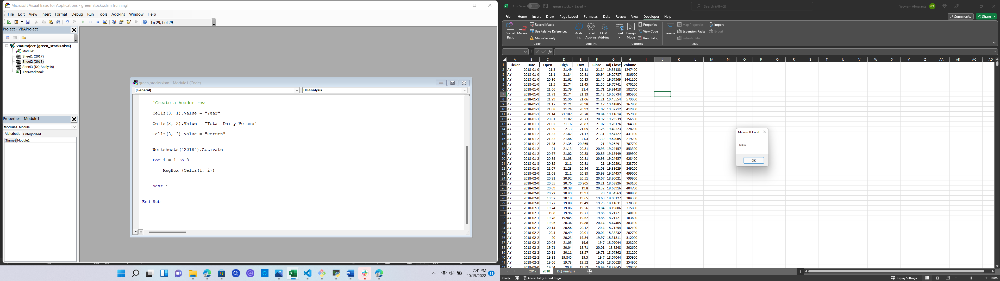 Microsoft Visual Basic for Applications - green_stocks.xlsm [running]
File Edit View Insert Format Debug Run Tools Add-Ins Window Help
Ln 29, Col 29
Project - VBAProject
VBAProject (green_stocks.xlsm)
Module1
Sheet1 (2017)
Sheet2 (2018)
Sheet3 (DQ Analysis)
ThisWorkbook
Properties - Module1
Module1 Module
Alphabetic Categorized
(Name) Module1
green_stocks.xlsm - Module1 (Code)
(General) DQAnalysis
'Create a header row
Cells(3, 1).Value = "Year"
Cells(3, 2).Value = "Total Daily Volume"
Cells(3, 3).Value = "Return"
Worksheets("2018").Activate
For i = 1 To 8
MsgBox (Cells(1, i))
Next i
End Sub
7:41 PM
10/19/2022
11
AutoSave Off green_stocks • Saved Search (Alt+Q) Woyram Almarante WA
File Home Insert Draw Page Layout Formulas Data Review View Developer Help Comments Share
Visual Basic Macros Record Macro Use Relative References Macro Security Code
Add-ins Excel Add-ins COM Add-ins Add-ins
Insert Design Mode Properties View Code Run Dialog Controls
Source Map Properties Expansion Packs Refresh Data Import Export XML
fx
A B C D E F G H I J K L M N O P Q R S T U V W X Y Z AA AB AC AD
1 Ticker Date Open High Low Close Adj Close Volume
2 AY 2018-01-0 21.3 21.49 21.11 21.14 19.39133 1247400
3 AY 2018-01-0 21.1 21.34 20.91 20.94 19.20787 836600
4 AY 2018-01-0 20.96 21.61 20.85 21.45 19.67569 1441100
5 AY 2018-01-0 21.5 21.74 21.45 21.55 19.76741 670200
6 AY 2018-01-0 21.66 21.79 21.4 21.71 19.91418 582700
7 AY 2018-01-0 21.73 21.74 21.33 21.43 19.65734 285900
8 AY 2018-01-1 21.29 21.36 21.06 21.21 19.45554 573900
9 AY 2018-01-1 21.17 21.21 20.98 21.17 19.41885 367800
10 AY 2018-01-1 21.08 21.24 20.92 21.07 19.32712 412800
11 AY 2018-01-1 21.14 21.187 20.78 20.84 19.11614 357000
12 AY 2018-01-1 20.81 21.02 20.73 20.97 19.23539 256500
13 AY 2018-01-1 21.02 21.16 20.87 21.02 19.28126 264300
14 AY 2018-01-1 21.09 21.3 21.05 21.25 19.49223 228700
15 AY 2018-01-2 21.32 21.47 21.17 21.31 19.54727 431100
16 AY 2018-01-2 21.32 21.46 21.3 21.39 19.62065 219700
17 AY 2018-01-2 21.35 21.35 20.865 21 19.26291 787700
18 AY 2018-01-2 21 21.13 20.81 20.98 19.24457 553300
19 AY 2018-01-2 20.97 21.02 20.83 20.86 19.13449 359900
20 AY 2018-01-2 20.89 21.08 20.81 20.98 19.24457 628400
21 AY 2018-01-3 20.95 21.1 20.91 21 19.26291 223700
22 AY 2018-01-3 21.07 21.23 20.94 21.08 19.33629 249200
23 AY 2018-02-0 21.08 21.1 20.83 20.98 19.24457 499600
24 AY 2018-02-0 20.91 20.92 20.51 20.67 18.96021 799900
25 AY 2018-02-0 20.55 20.76 20.205 20.21 18.53826 363100
26 AY 2018-02-0 20.09 20.38 19.8 20.32 18.63916 404700
27 AY 2018-02-0 20.22 20.49 19.97 20 18.34563 288800
28 AY 2018-02-0 19.97 20.18 19.65 19.69 18.06127 384300
29 AY 2018-02-0 19.77 19.88 19.49 19.75 18.11631 278300
30 AY 2018-02-1 19.74 19.86 19.56 19.84 18.19886 215800
31 AY 2018-02-1 19.8 19.96 19.71 19.86 18.21721 240100
32 AY 2018-02-1 19.78 19.945 19.62 19.86 18.21721 183600
33 AY 2018-02-1 19.96 20.34 19.88 20.14 18.47405 383100
34 AY 2018-02-1 20.14 20.56 20.12 20.4 18.71254 182100
35 AY 2018-02-2 20.4 20.49 20.01 20.04 18.38232 202700
36 AY 2018-02-2 20 20.23 19.84 19.97 18.31811 312000
37 AY 2018-02-2 20.03 21.05 19.6 19.7 18.07044 523200
38 AY 2018-02-2 19.71 20.04 19.71 20.01 18.3548 202600
39 AY 2018-02-2 20.11 20.11 19.57 19.71 18.07962 281200
40 AY 2018-02-2 19.83 19.845 19.5 19.7 18.07044 255900
41 AY 2018-02-2 19.66 19.73 19.52 19.63 18.00623 254900
42 AY 2018-03-0 19.54 20.8 19.52 19.99 18.33645 529200
Microsoft Excel
Ticker
OK
2017 2018 DQ Analysis
Ready Accessibility: Good to go Display Settings 100%